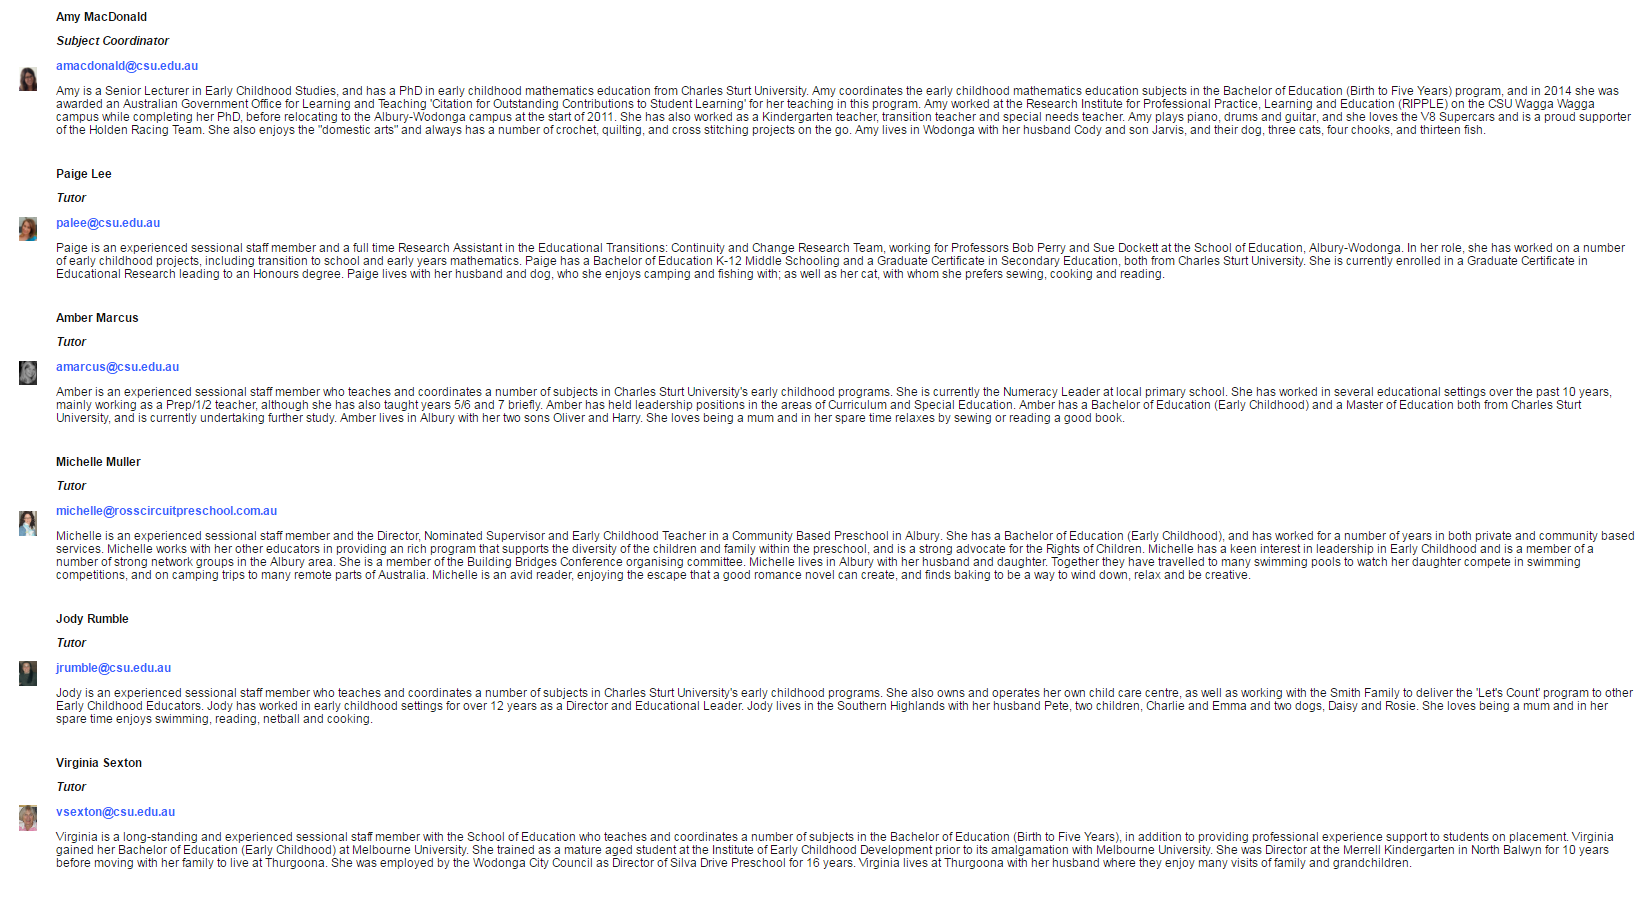 Amy MacDonald
Subject Coordinator
amacdonald@csu.edu.au
Amy is a Senior Lecturer in Early Childhood Studies, and has a PhD in early childhood mathematics education from Charles Sturt University. Amy coordinates the early childhood mathematics education subjects in the Bachelor of Education (Birth to Five Years) program, and in 2014 she was
awarded an Australian Government Office for Learning and Teaching 'Citation for Outstanding Contributions to Student Learning' for her teaching in this program. Amy worked at the Research Institute for Professional Practice, Learning and Education (RIPPLE) on the CSU Wagga Wagga
campus while completing her PhD, before relocating to the Albury-Wodonga campus at the start of 2011. She has also worked as a Kindergarten teacher, transition teacher and special needs teacher. Amy plays piano, drums and guitar, and she loves the V8 Supercars and is a proud supporter
of the Holden Racing Team. She also enjoys the "domestic arts" and always has a number of crochet, quilting, and cross stitching projects on the go. Amy lives in Wodonga with her husband Cody and son Jarvis, and their dog, three cats, four chooks, and thirteen fish.
Paige Lee
Tutor
palee@csu.edu.au
Paige is an experienced sessional staff member and a full time Research Assistant in the Educational Transitions: Continuity and Change Research Team, working for Professors Bob Perry and Sue Dockett at the School of Education, Albury-Wodonga. In her role, she has worked on a number
of early childhood projects, including transition to school and early years mathematics. Paige has a Bachelor of Education K-12 Middle Schooling and a Graduate Certificate in Secondary Education, both from Charles Sturt University. She is currently enrolled in a Graduate Certificate in
Educational Research leading to an Honours degree. Paige lives with her husband and dog, who she enjoys camping and fishing with; as well as her cat, with whom she prefers sewing, cooking and reading.
Amber Marcus
Tutor
amarcus@csu.edu.au
Amber is an experienced sessional staff member who teaches and coordinates a number of subjects in Charles Sturt University's early childhood programs. She is currently the Numeracy Leader at local primary school. She has worked in several educational settings over the past 10 years,
mainly working as a Prep/1/2 teacher, although she has also taught years 5/6 and 7 briefly. Amber has held leadership positions in the areas of Curriculum and Special Education. Amber has a Bachelor of Education (Early Childhood) and a Master of Education both from Charles Sturt
University, and is currently undertaking further study. Amber lives in Albury with her two sons Oliver and Harry. She loves being a mum and in her spare time relaxes by sewing or reading a good book.
Michelle Muller
Tutor
michelle@rosscircuitpreschool.com.au
Michelle is an experienced sessional staff member and the Director, Nominated Supervisor and Early Childhood Teacher in a Community Based Preschool in Albury. She has a Bachelor of Education (Early Childhood), and has worked for a number of years in both private and community based
services. Michelle works with her other educators in providing an rich program that supports the diversity of the children and family within the preschool, and is a strong advocate for the Rights of Children. Michelle has a keen interest in leadership in Early Childhood and is a member of a
number of strong network groups in the Albury area. She is a member of the Building Bridges Conference organising committee. Michelle lives in Albury with her husband and daughter. Together they have travelled to many swimming pools to watch her daughter compete in swimming
competitions, and on camping trips to many remote parts of Australia. Michelle is an avid reader, enjoying the escape that a good romance novel can create, and finds baking to be a way to wind down, relax and be creative.
Jody Rumble
Tutor
jrumble@csu.edu.au
Jody is an experienced sessional staff member who teaches and coordinates a number of subjects in Charles Sturt University's early childhood programs. She also owns and operates her own child care centre, as well as working with the Smith Family to deliver the 'Let's Count' program to other
Early Childhood Educators. Jody has worked in early childhood settings for over 12 years as a Director and Educational Leader. Jody lives in the Southern Highlands with her husband Pete, two children, Charlie and Emma and two dogs, Daisy and Rosie. She loves being a mum and in her
spare time enjoys swimming, reading, netball and cooking.
Virginia Sexton
Tutor
vsexton@csu.edu.au
Virginia is a long-standing and experienced sessional staff member with the School of Education who teaches and coordinates a number of subjects in the Bachelor of Education (Birth to Five Years), in addition to providing professional experience support to students on placement. Virginia
gained her Bachelor of Education (Early Childhood) at Melbourne University. She trained as a mature aged student at the Institute of Early Childhood Development prior to its amalgamation with Melbourne University. She was Director at the Merrell Kindergarten in North Balwyn for 10 years
before moving with her family to live at Thurgoona. She was employed by the Wodonga City Council as Director of Silva Drive Preschool for 16 years. Virginia lives at Thurgoona with her husband where they enjoy many visits of family and grandchildren.